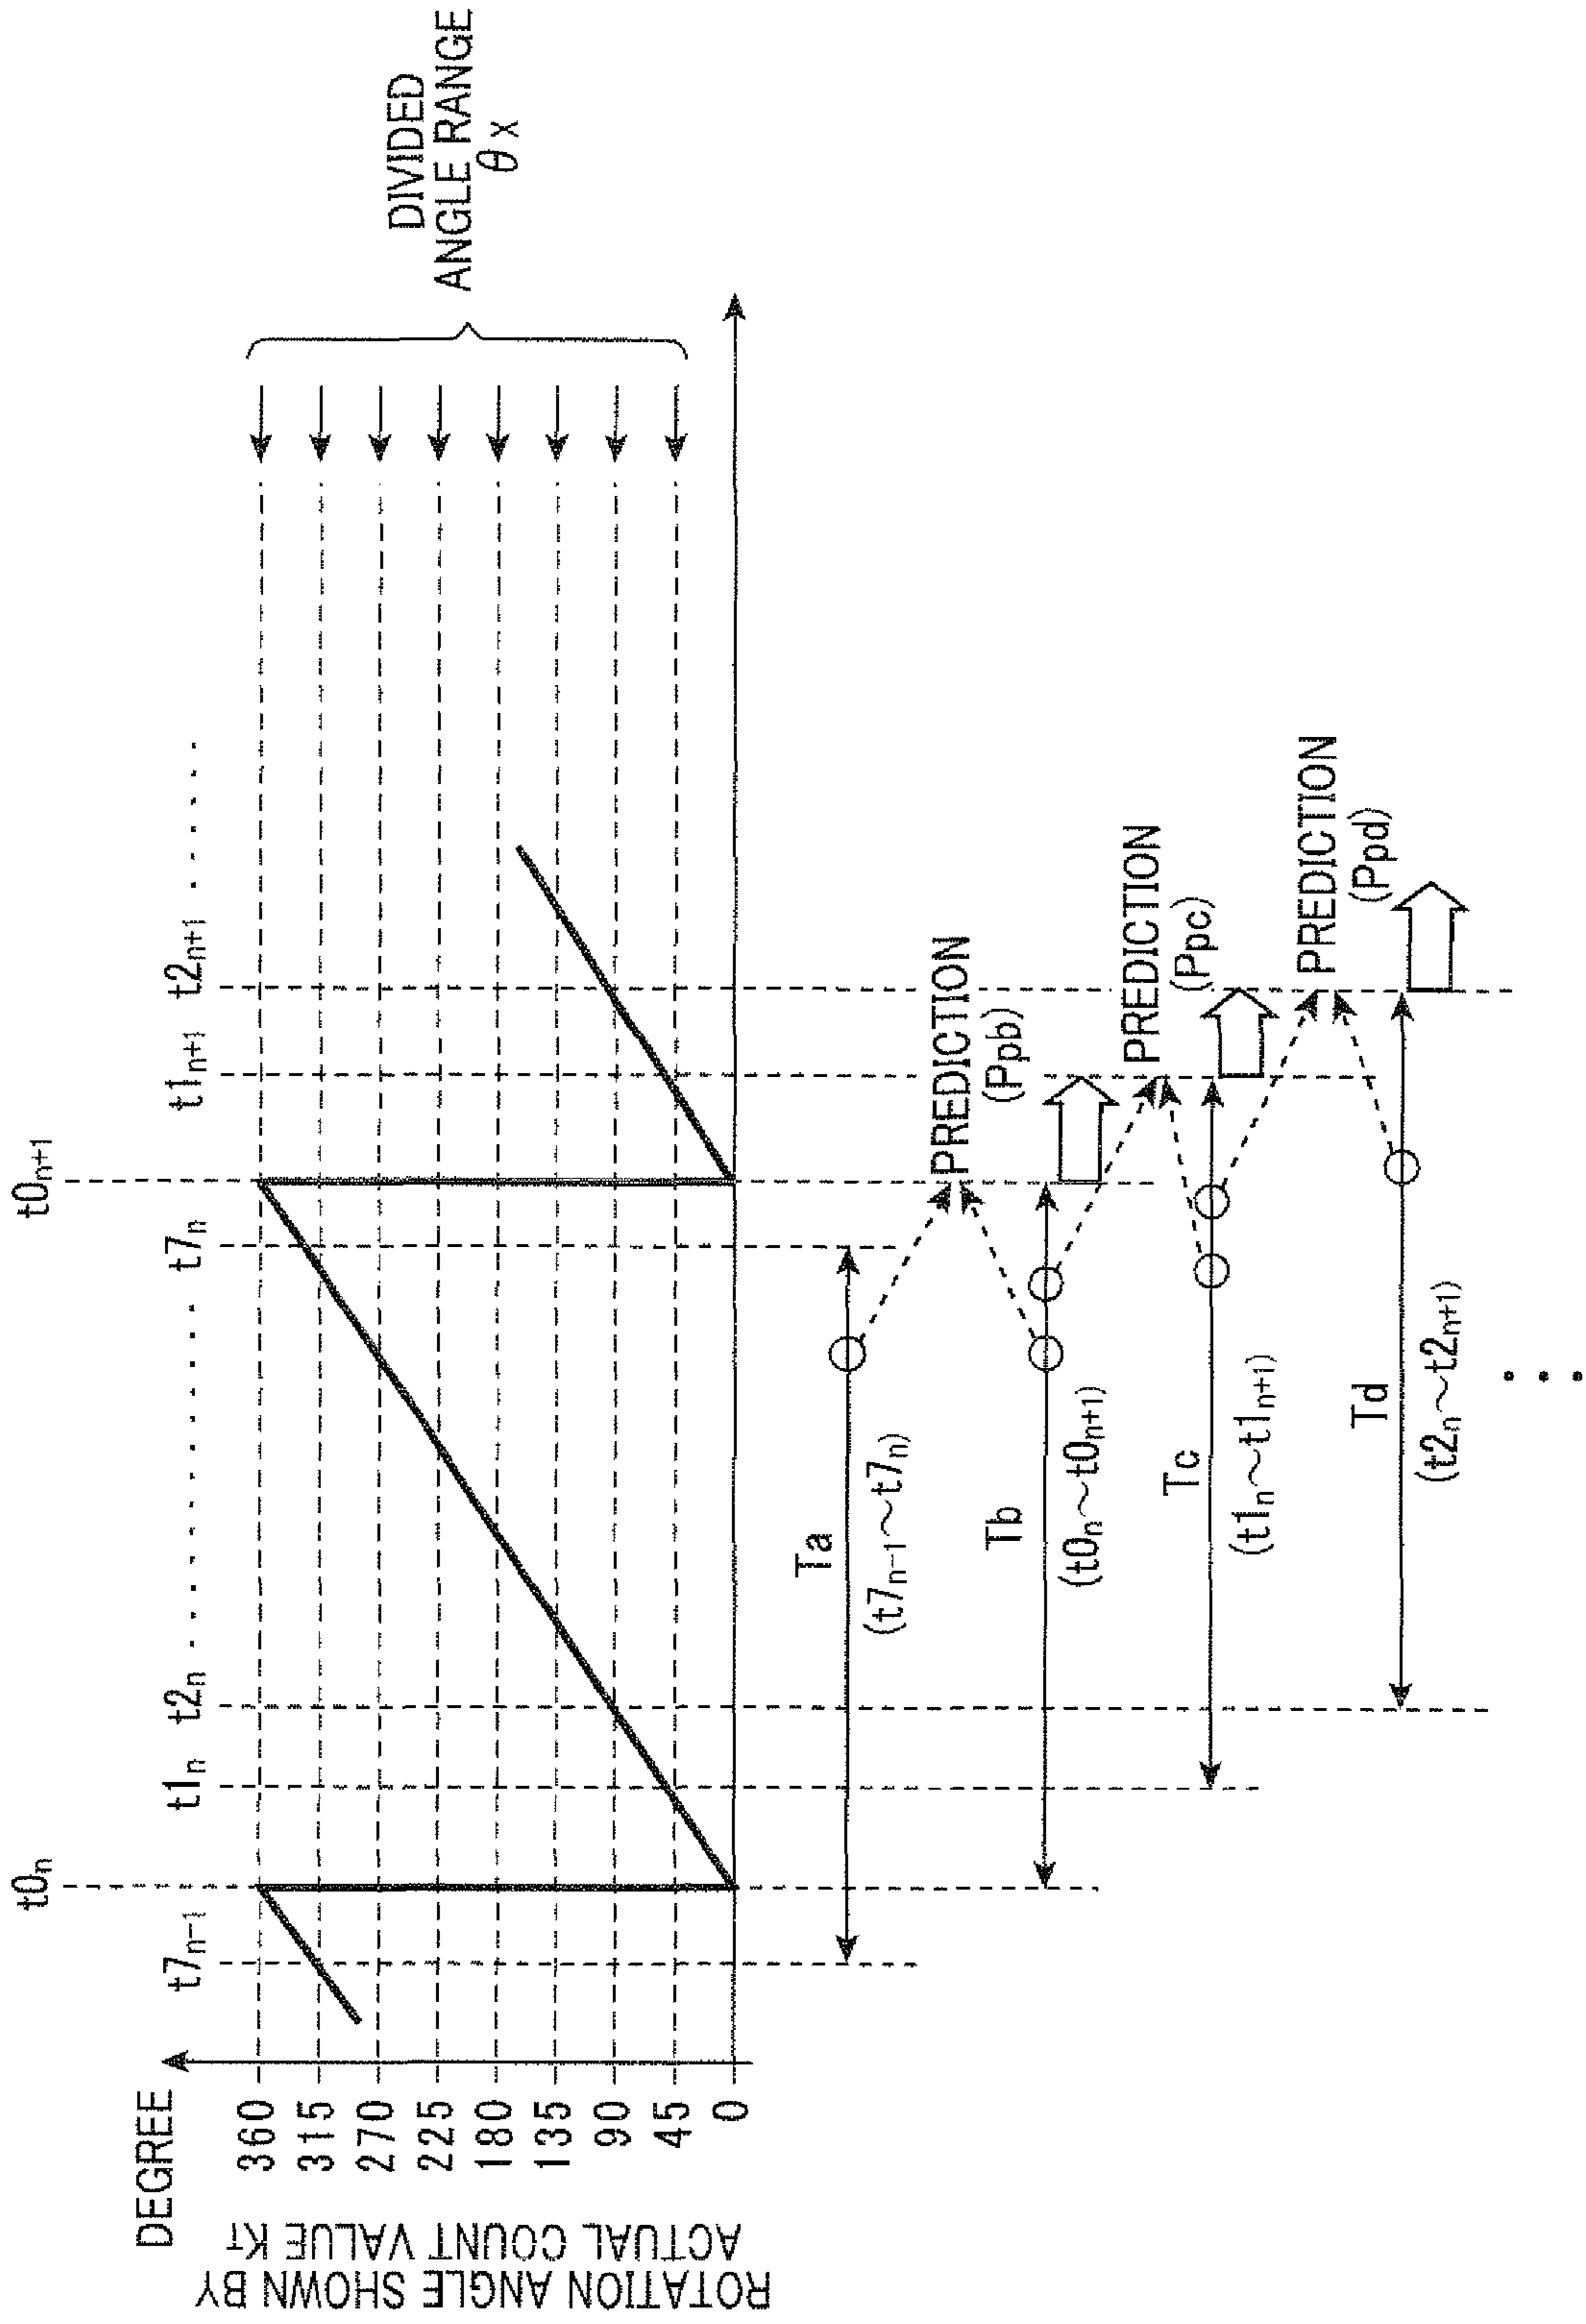 t0n
t0n+1
t7n-1
t1n
t2n
t7n
t1n+1
t2n+1
DEGREE
360
315
270
225
180
135
90
45
0
ROTATION ANGLE SHOWN BY
ACTUAL COUNT VALUE KT
DIVIDED
ANGLE RANGE
θx
Ta
(t7n-1～t7n)
PREDICTION
(Ppb)
Tb
(t0n～t0n+1)
PREDICTION
(Ppc)
Tc
(t1n～t1n+1)
PREDICTION
(Ppd)
Td
(t2n～t2n+1)